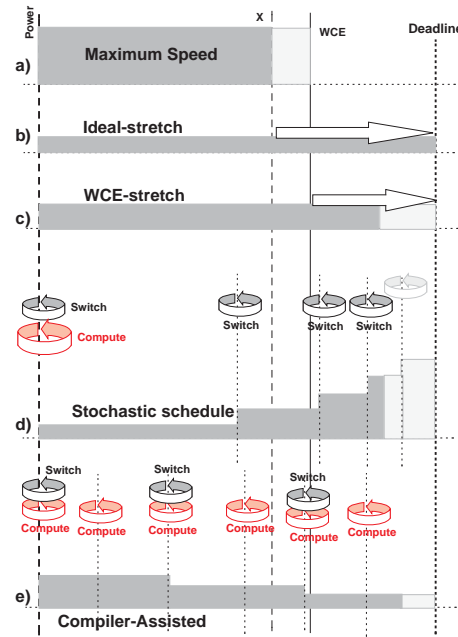 Power
X
WCE
Deadline
a)
Maximum Speed
b)
Ideal-stretch
c)
WCE-stretch
Switch
Compute
Switch
Switch
Switch
d)
Stochastic schedule
Switch
Compute
Compute
Switch
Compute
Compute
Switch
Compute
Compute
e)
Compiler-Assisted